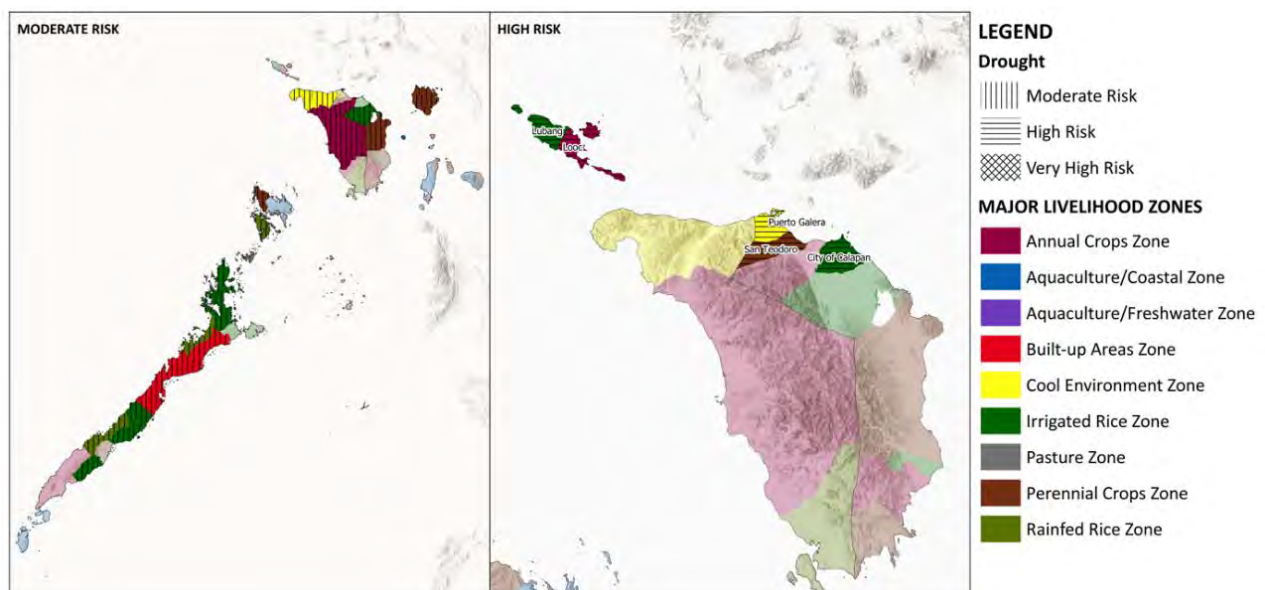 MODERATE RISK
HIGH RISK
Lubang
Looc
Puerto Galera
San Teodoro
City of Calapan
LEGEND
Drought
Moderate Risk
High Risk
Very High Risk
MAJOR LIVELIHOOD ZONES
Annual Crops Zone
Aquaculture/Coastal Zone
Aquaculture/Freshwater Zone
Built-up Areas Zone
Cool Environment Zone
Irrigated Rice Zone
Pasture Zone
Perennial Crops Zone
Rainfed Rice Zone